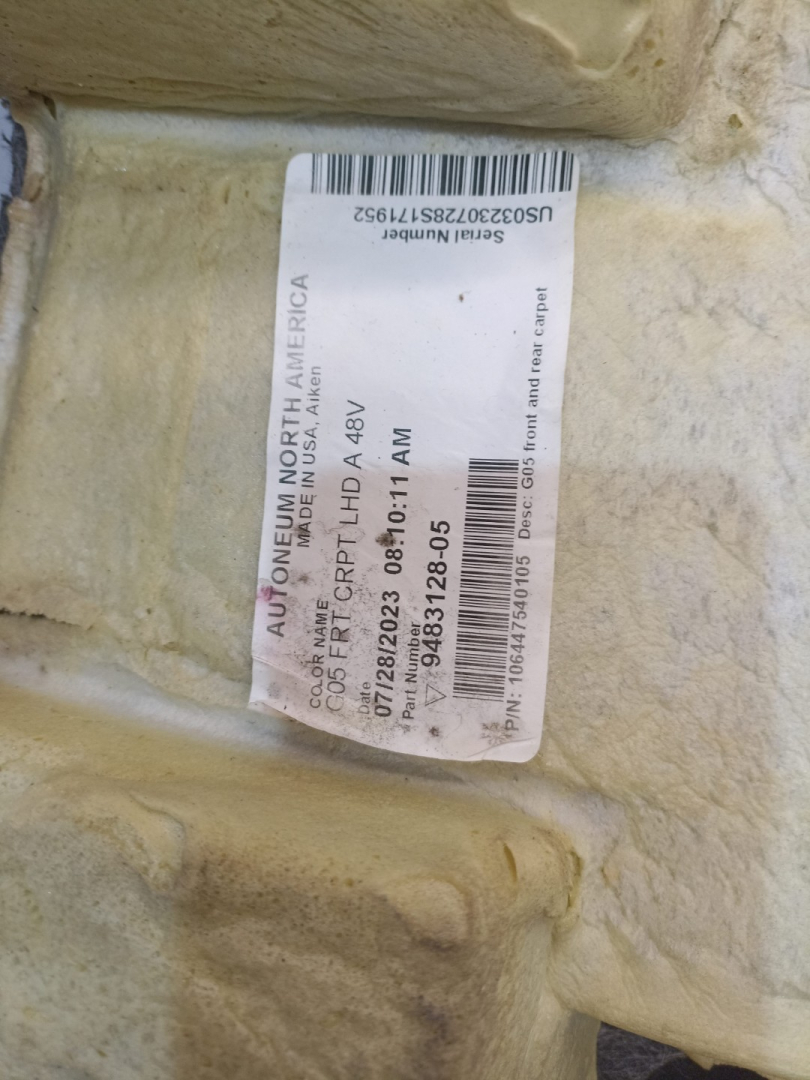 AUTONEUM NORTH AMERICA
MADE IN USA, Aiken
COLOR NAME
G05 FRT CRPT LHD A 48V
Date
07/28/2023 08:10:11 AM
Part Number
▽ 9483128-05
P/N: 106447540105 Desc: G05 front and rear carpet
Serial Number
US03230728S171952